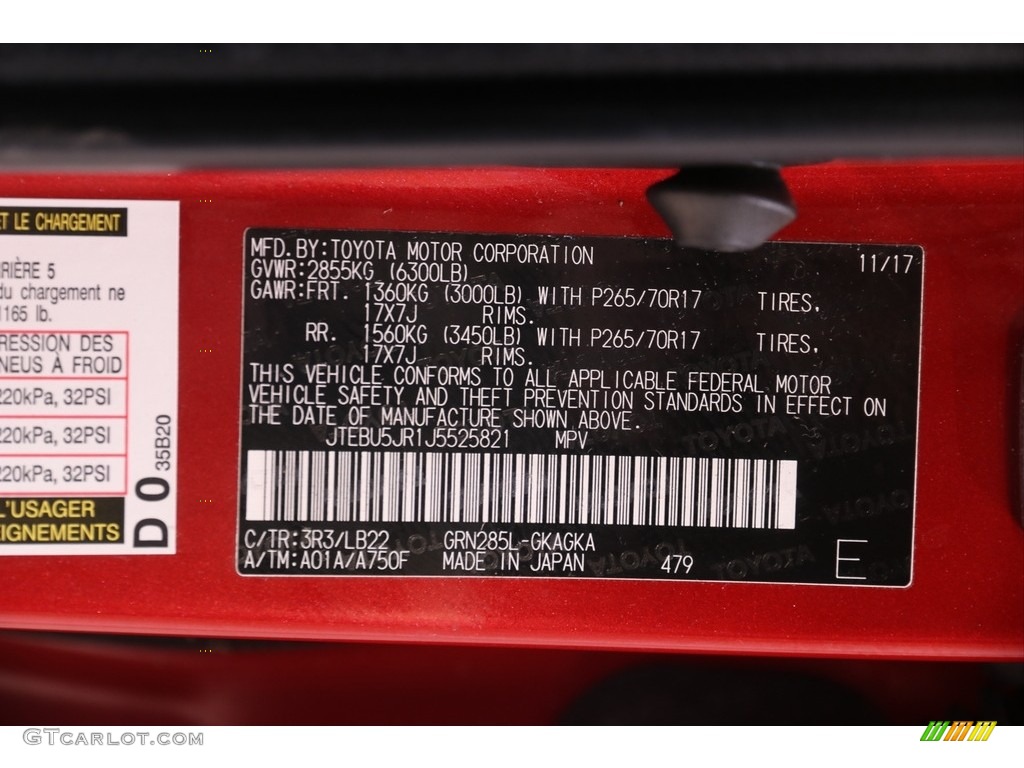 ET LE CHARGEMENT
RIÈRE 5
du chargement ne
1165 lb.
RESSION DES
NEUS À FROID
220kPa, 32PSI
220kPa, 32PSI
220kPa, 32PSI
L'USAGER
EIGNEMENTS
D 0
35B20
MFD.BY:TOYOTA MOTOR CORPORATION 11/17
GVWR:2855KG (6300LB)
GAWR:FRT. 1360KG (3000LB) WITH P265/70R17 TIRES,
17X7J RIMS.
RR. 1560KG (3450LB) WITH P265/70R17 TIRES,
17X7J RIMS.
THIS VEHICLE CONFORMS TO ALL APPLICABLE FEDERAL MOTOR
VEHICLE SAFETY AND THEFT PREVENTION STANDARDS IN EFFECT ON
THE DATE OF MANUFACTURE SHOWN ABOVE.
JTEBU5JR1J5525821 MPV
C/TR:3R3/LB22 GRN285L-GKAGKA
A/TM:A01A/A750F MADE IN JAPAN 479 E
GTcarlot.com